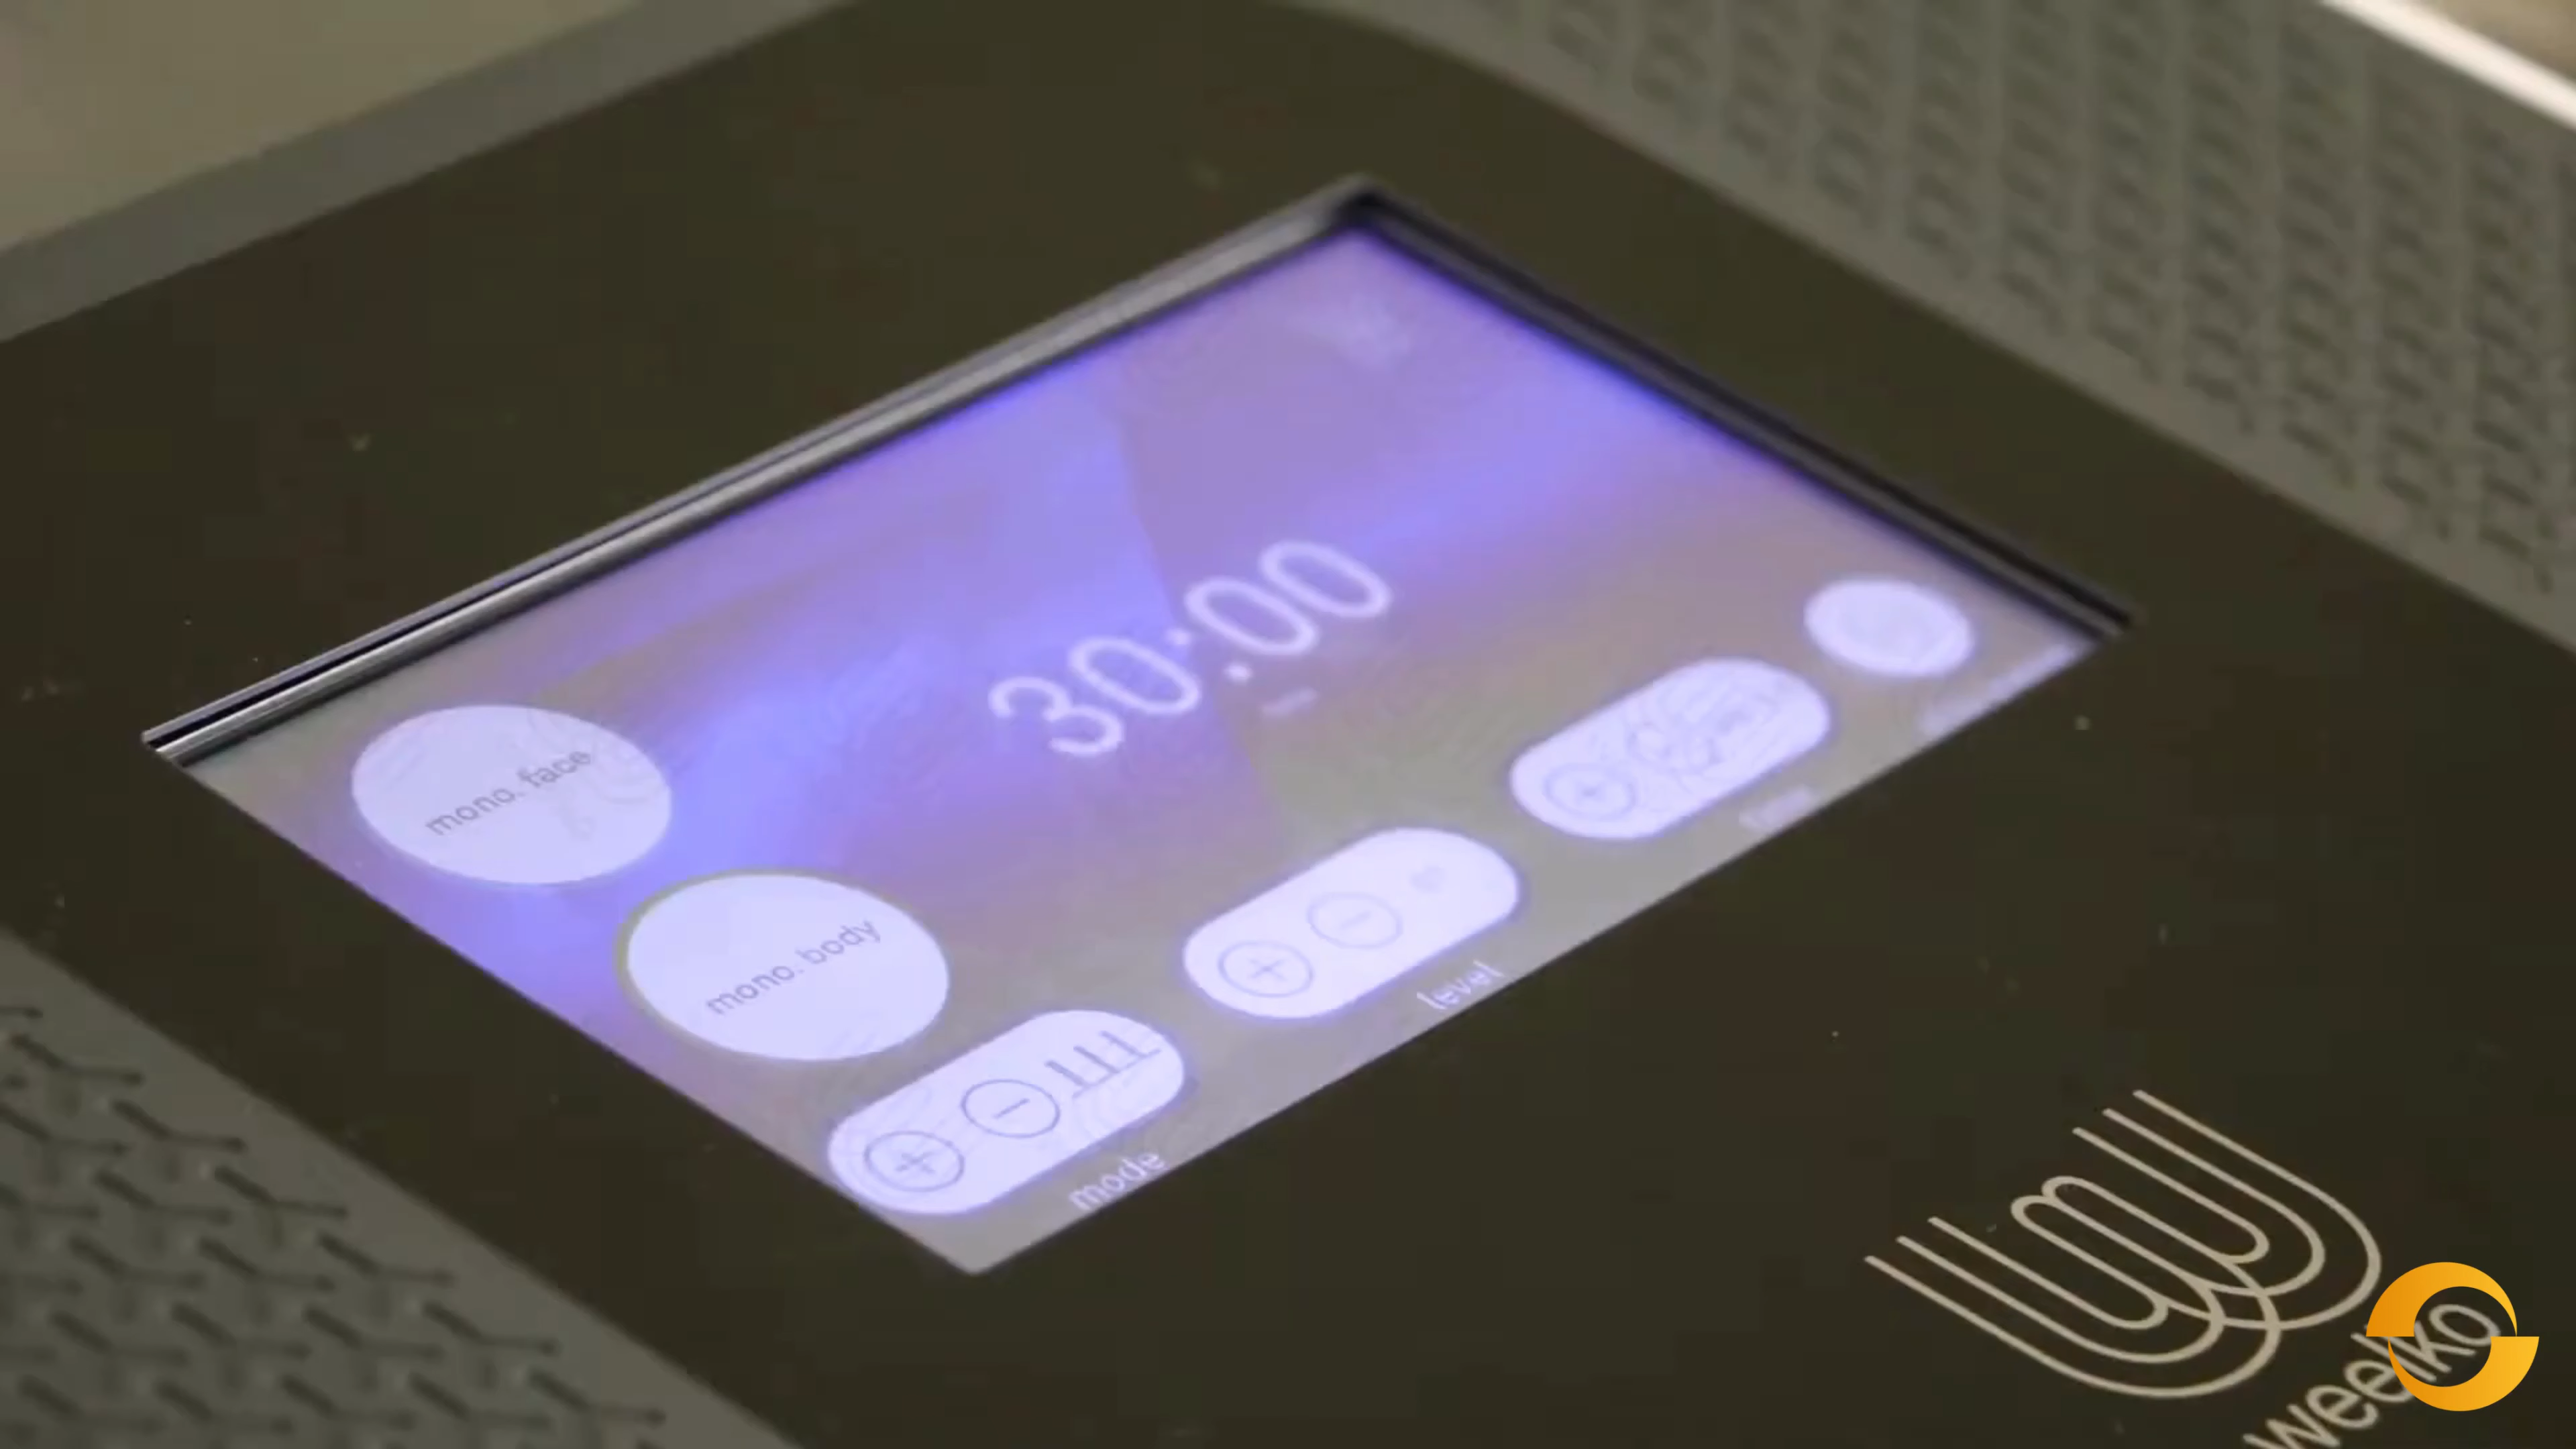 30:00
mono. face
mono. body
level
mode
weelko